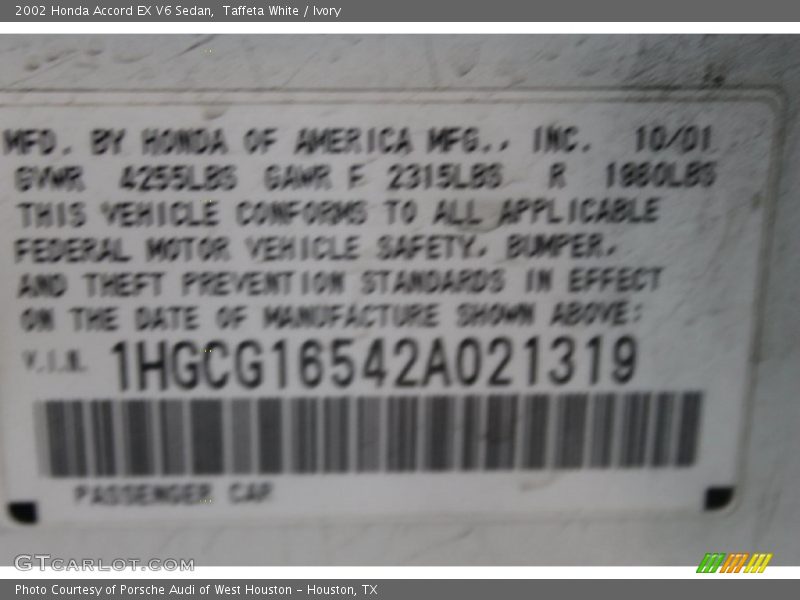 2002 Honda Accord EX V6 Sedan,  Taffeta White / Ivory
MFD. BY HONDA OF AMERICA MFG., INC. 10/01
GVWR 4255LBS GAWR F 2315LBS R 1980LBS
THIS VEHICLE CONFORMS TO ALL APPLICABLE
FEDERAL MOTOR VEHICLE SAFETY, BUMPER,
AND THEFT PREVENTION STANDARDS IN EFFECT
ON THE DATE OF MANUFACTURE SHOWN ABOVE:
V.I.N. 1HGCG16542A021319
PASSENGER CAR
GTCARLOT.COM
Photo Courtesy of Porsche Audi of West Houston - Houston, TX